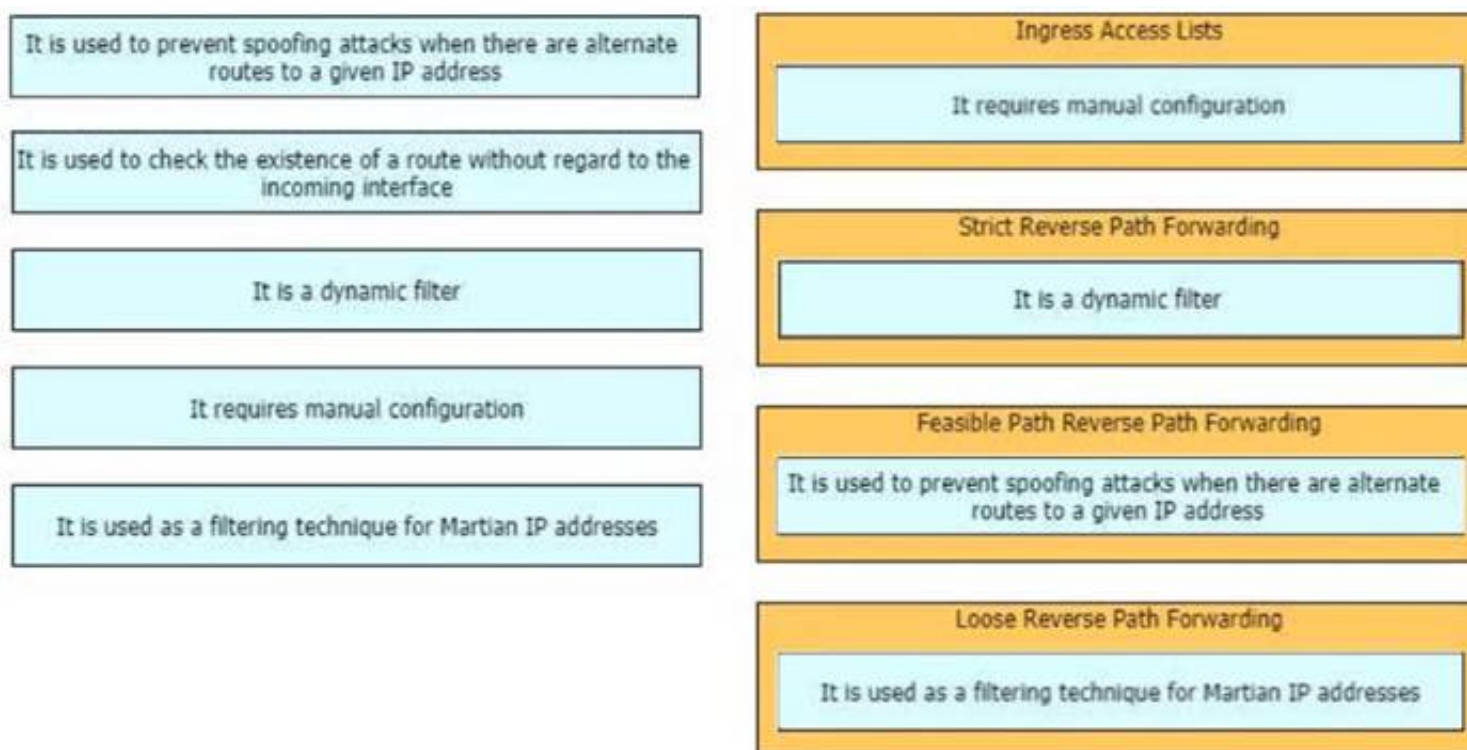 It is used to prevent spoofing attacks when there are alternate
routes to a given IP address
It is used to check the existence of a route without regard to the
incoming interface
It is a dynamic filter
It requires manual configuration
It is used as a filtering technique for Martian IP addresses
Ingress Access Lists
It requires manual configuration
Strict Reverse Path Forwarding
It is a dynamic filter
Feasible Path Reverse Path Forwarding
It is used to prevent spoofing attacks when there are alternate
routes to a given IP address
Loose Reverse Path Forwarding
It is used as a filtering technique for Martian IP addresses